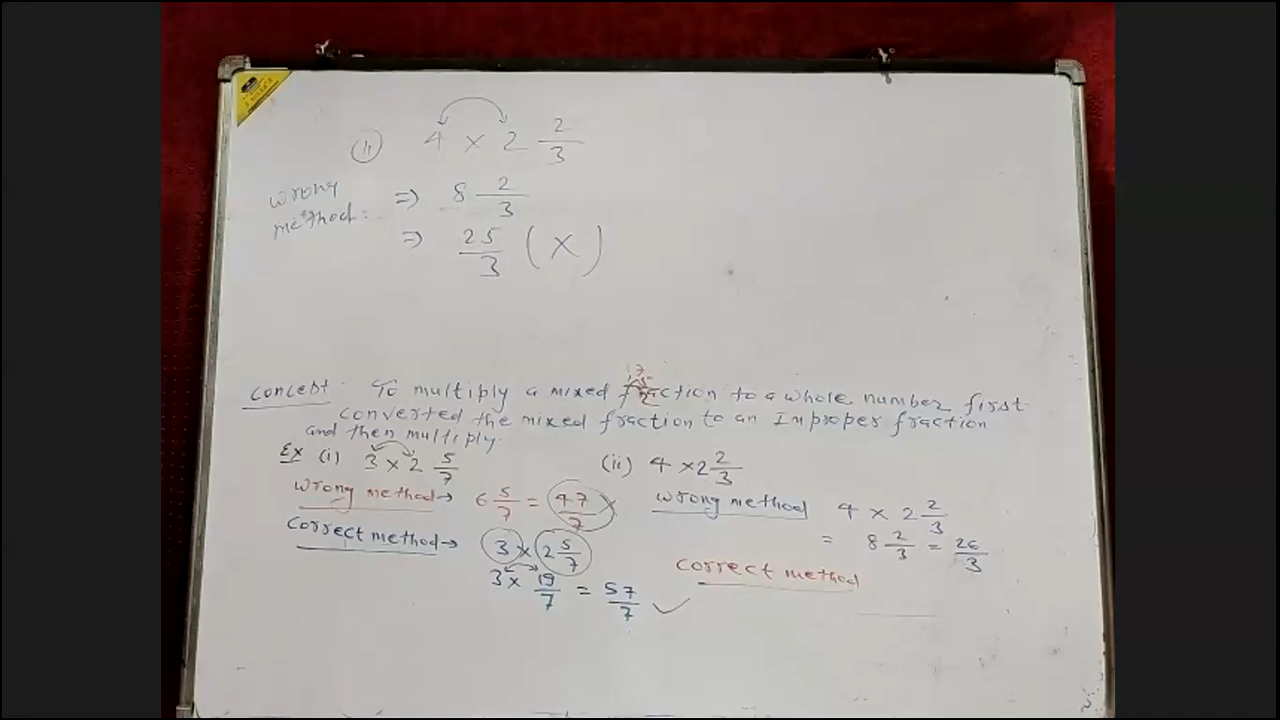 (ii) 4 × 2 2/3
wrong method: ⇒ 8 2/3
⇒ 25/3 (X)
Concept: To multiply a mixed fraction to a whole number first
converted the mixed fraction to an Improper fraction
and then multiply.
Ex (i) 3 × 2 5/7
wrong method → 6 5/7 = 47/7 ×
correct method → 3 × 2 5/7
3 × 19/7 = 57/7 ✓
(ii) 4 × 2 2/3
wrong method 4 × 2 2/3
= 8 2/3 = 26/3
correct method